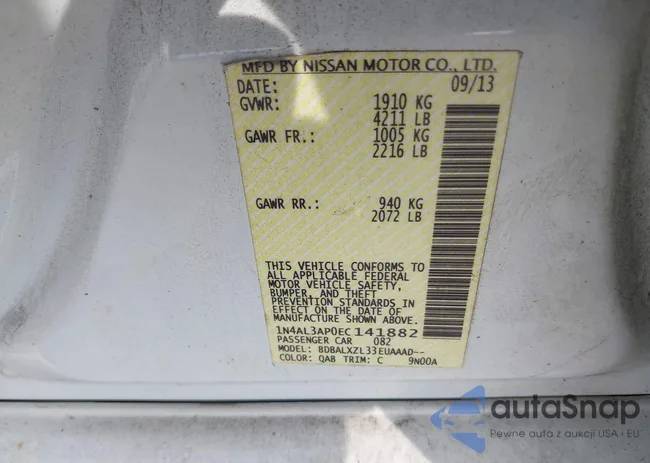 MFD BY NISSAN MOTOR CO., LTD.
DATE: 09/13
GVWR: 1910 KG
4211 LB
GAWR FR.: 1005 KG
2216 LB
GAWR RR.: 940 KG
2072 LB
THIS VEHICLE CONFORMS TO
ALL APPLICABLE FEDERAL
MOTOR VEHICLE SAFETY,
BUMPER, AND THEFT
PREVENTION STANDARDS IN
EFFECT ON THE DATE OF
MANUFACTURE SHOWN ABOVE.
1N4AL3AP0EC141882
PASSENGER CAR 082
MODEL: BDBALXZL33EUAAAD--
COLOR: QAB TRIM: C 9N00A
autaSnap
Pewne auta z aukcji USA i EU